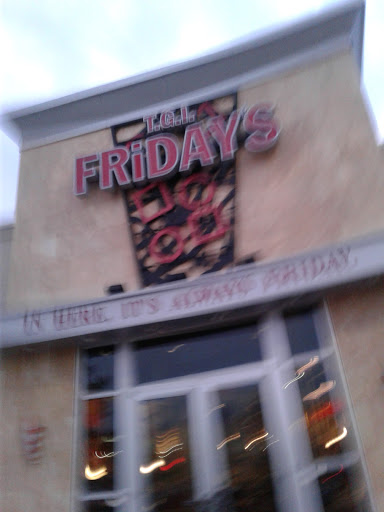 T.G.I.
FRiDAY'S
IN HERE, IT'S ALWAYS FRIDAY.